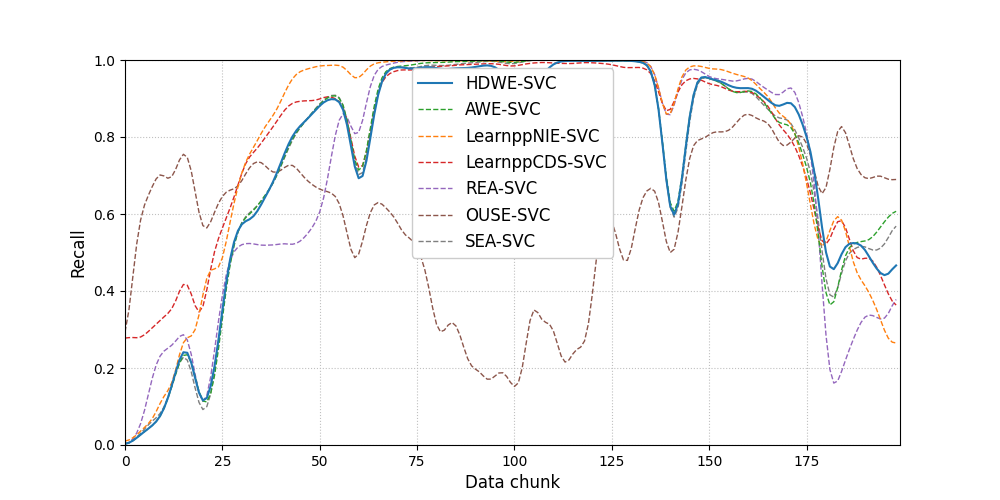 1.0
0.8
0.6
0.4
0.2
0.0
Recall
HDWE-SVC
AWE-SVC
LearnppNIE-SVC
LearnppCDS-SVC
REA-SVC
OUSE-SVC
SEA-SVC
0 25 50 75 100 125 150 175
Data chunk